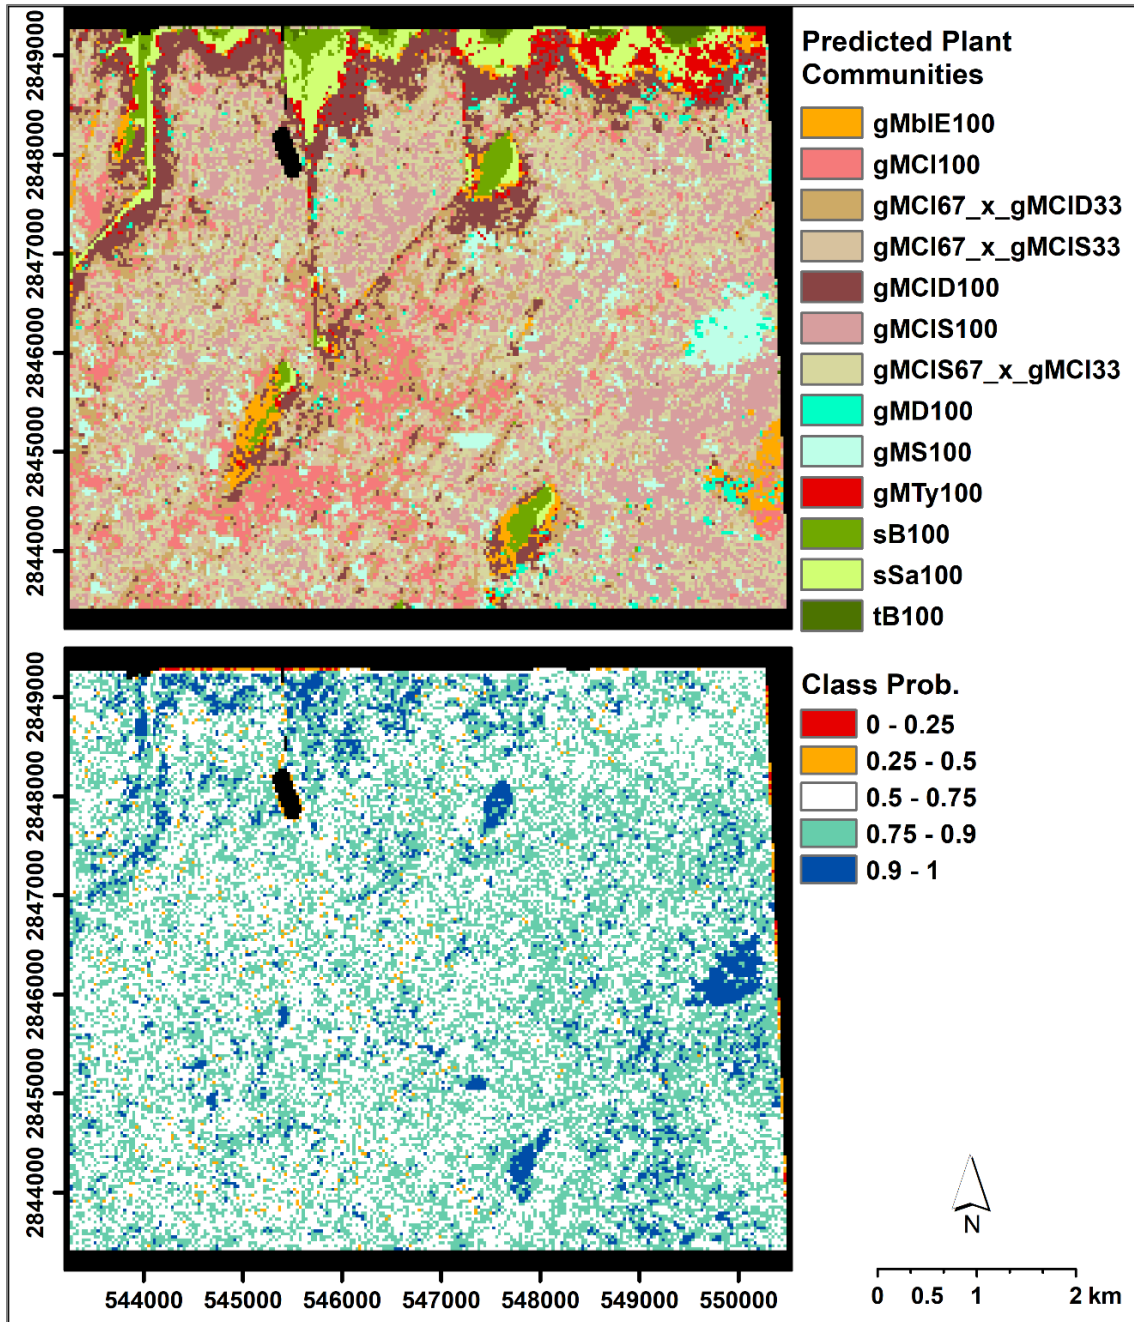 Predicted Plant
Communities
gMblE100
gMCl100
gMCl67_x_gMClD33
gMCl67_x_gMClS33
gMClD100
gMClS100
gMClS67_x_gMCl33
gMD100
gMS100
gMTy100
sB100
sSa100
tB100
2849000
2848000
2847000
2846000
2845000
2844000
Class Prob.
0 - 0.25
0.25 - 0.5
0.5 - 0.75
0.75 - 0.9
0.9 - 1
2849000
2848000
2847000
2846000
2845000
2844000
544000 545000 546000 547000 548000 549000 550000
N
0 0.5 1 2 km